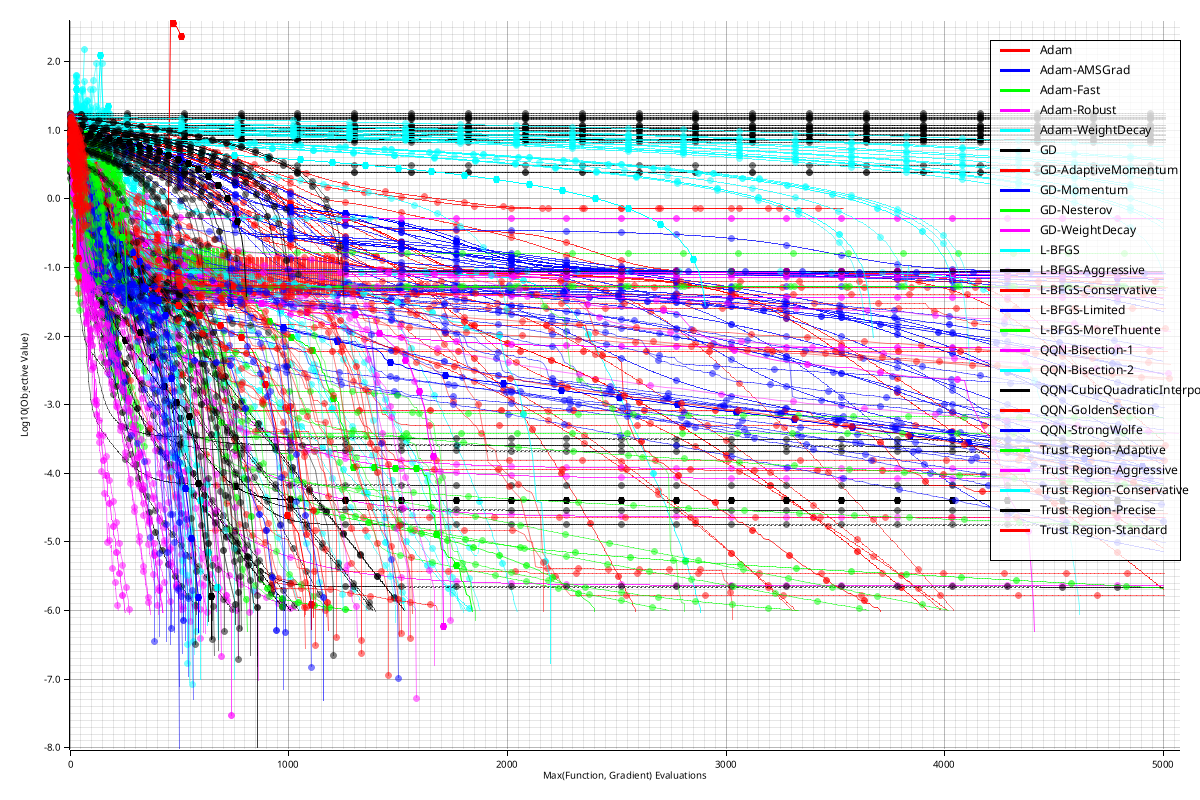 2.0
1.0
0.0
-1.0
-2.0
-3.0
-4.0
-5.0
-6.0
-7.0
-8.0
Log10(Objective Value)
0
1000
2000
3000
4000
5000
Max(Function, Gradient) Evaluations
Adam
Adam-AMSGrad
Adam-Fast
Adam-Robust
Adam-WeightDecay
GD
GD-AdaptiveMomentum
GD-Momentum
GD-Nesterov
GD-WeightDecay
L-BFGS
L-BFGS-Aggressive
L-BFGS-Conservative
L-BFGS-Limited
L-BFGS-MoreThuente
QQN-Bisection-1
QQN-Bisection-2
QQN-CubicQuadraticInterpo
QQN-GoldenSection
QQN-StrongWolfe
Trust Region-Adaptive
Trust Region-Aggressive
Trust Region-Conservative
Trust Region-Precise
Trust Region-Standard